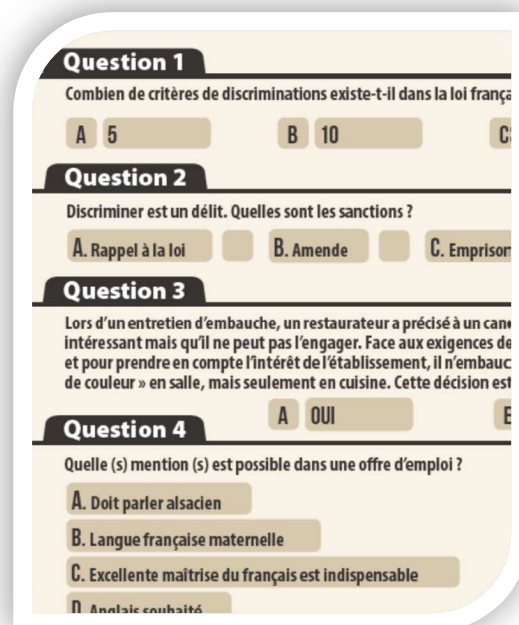 Question 1
Combien de critères de discriminations existe-t-il dans la loi frança
A 5 B 10 C
Question 2
Discriminer est un délit. Quelles sont les sanctions ?
A. Rappel à la loi B. Amende C. Emprison
Question 3
Lors d'un entretien d'embauche, un restaurateur a précisé à un can
intéressant mais qu'il ne peut pas l'engager. Face aux exigences de
et pour prendre en compte l'intérêt de l'établissement, il n'embauc
de couleur » en salle, mais seulement en cuisine. Cette décision est
A OUI
Question 4
Quelle (s) mention (s) est possible dans une offre d'emploi ?
A. Doit parler alsacien
B. Langue française maternelle
C. Excellente maîtrise du français est indispensable
D. Anglais souhaité